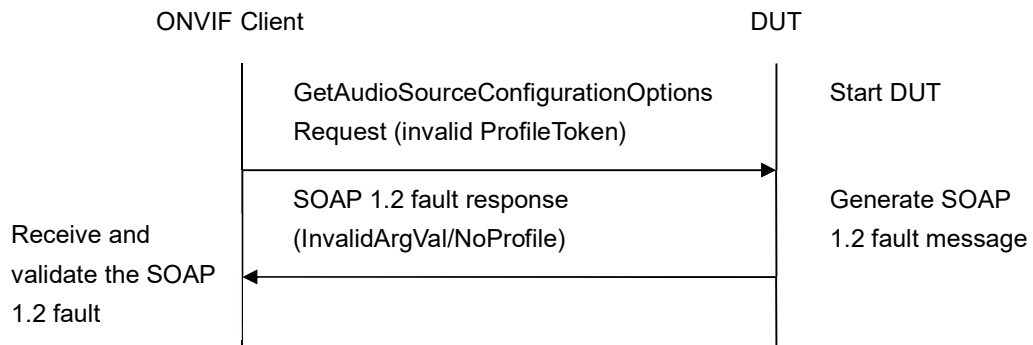 ONVIF Client
DUT
GetAudioSourceConfigurationOptions
Request (invalid ProfileToken)
Start DUT
SOAP 1.2 fault response
(InvalidArgVal/NoProfile)
Generate SOAP
1.2 fault message
Receive and
validate the SOAP
1.2 fault